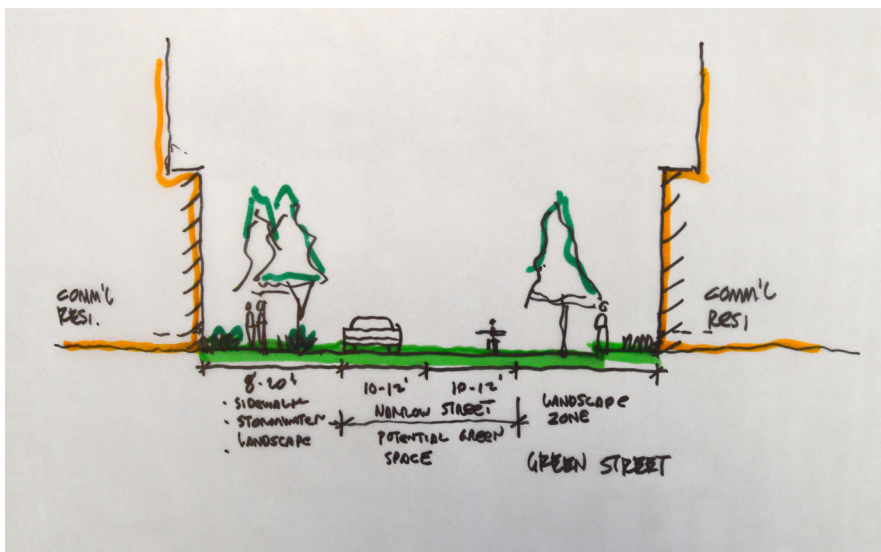 COMM'L
RESI.
COMM'L
RESI
8'-20'
• SIDEWALK
• STORMWATER
• LANDSCAPE
•
10-12'
10-12'
NARROW STREET
POTENTIAL GREEN
SPACE
LANDSCAPE
ZONE
GREEN STREET